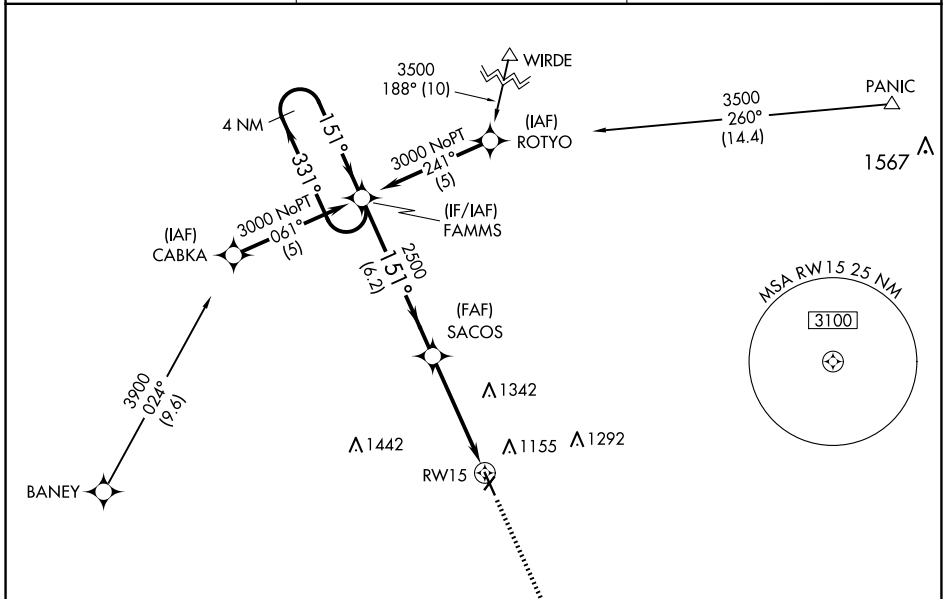 WIRDE
3500
188° (10)
PANIC
3500
260°
(14.4)
1567
4 NM
151°
331°
(IAF)
ROTYO
3000 NoPT
241°
(5)
(IF/IAF)
FAMMS
3000 NoPT
061°
(5)
(IAF)
CABKA
2500
151°
(6.2)
MSA RW15 25 NM
3100
(FAF)
SACOS
3900
024°
(9.6)
1342
1442
1155
1292
RW15
BANEY